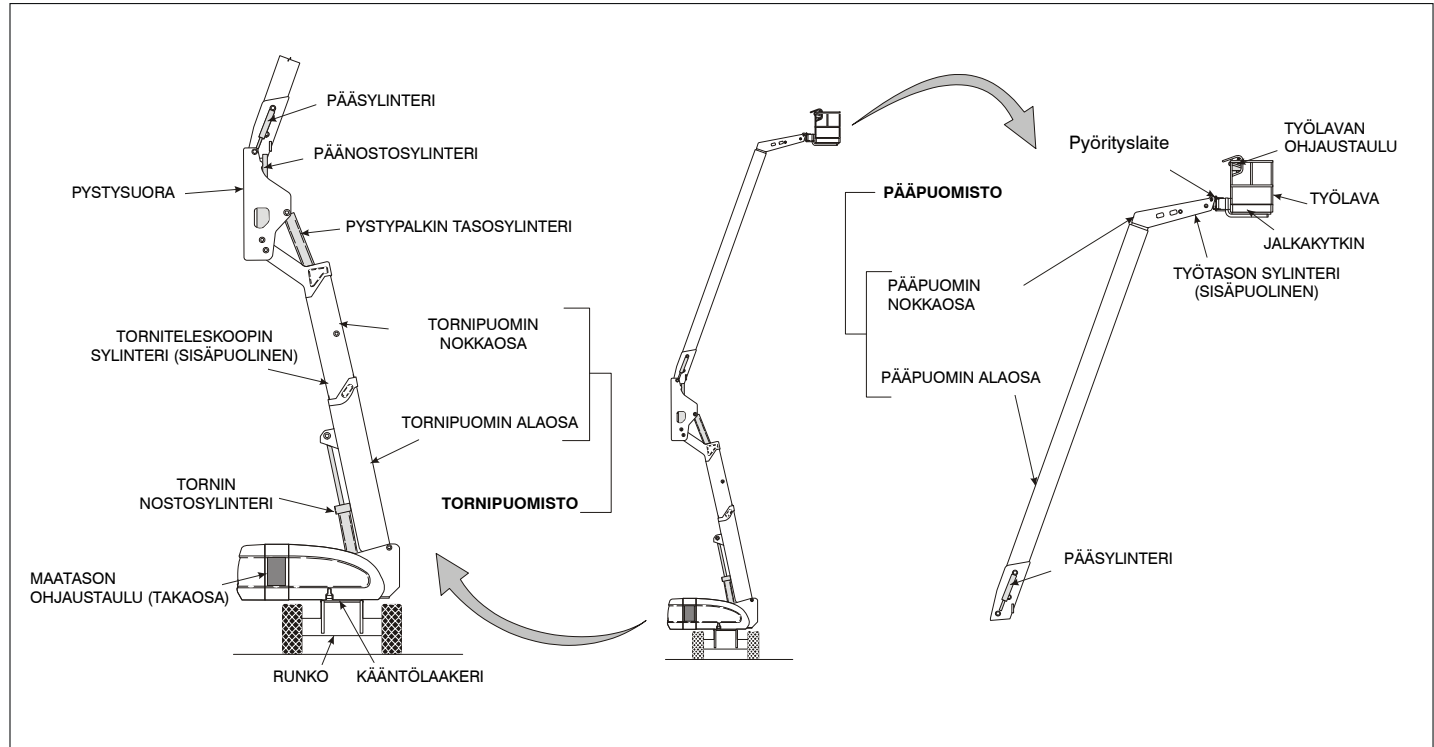 PÄÄSYLINTERI
PÄÄNOSTOSYLINTERI
PYSTYSUORA
PYSTYPALKIN TASOSYLINTERI
TORNITELESKOOPIN
SYLINTERI (SISÄPUOLINEN)
TORNIPUOMIN
NOKKAOSA
TORNIPUOMIN ALAOSA
TORNIN
NOSTOSYLINTERI
TORNIPUOMISTO
MAATASON
OHJAUSTAULU (TAKAOSA)
RUNKO
KÄÄNTÖLAAKERI
PÄÄPUOMISTO
PÄÄPUOMIN
NOKKAOSA
PÄÄPUOMIN ALAOSA
Pyörityslaite
TYÖLAVAN
OHJAUSTAULU
TYÖLAVA
JALKAKYTKIN
TYÖTASON SYLINTERI
(SISÄPUOLINEN)
PÄÄSYLINTERI